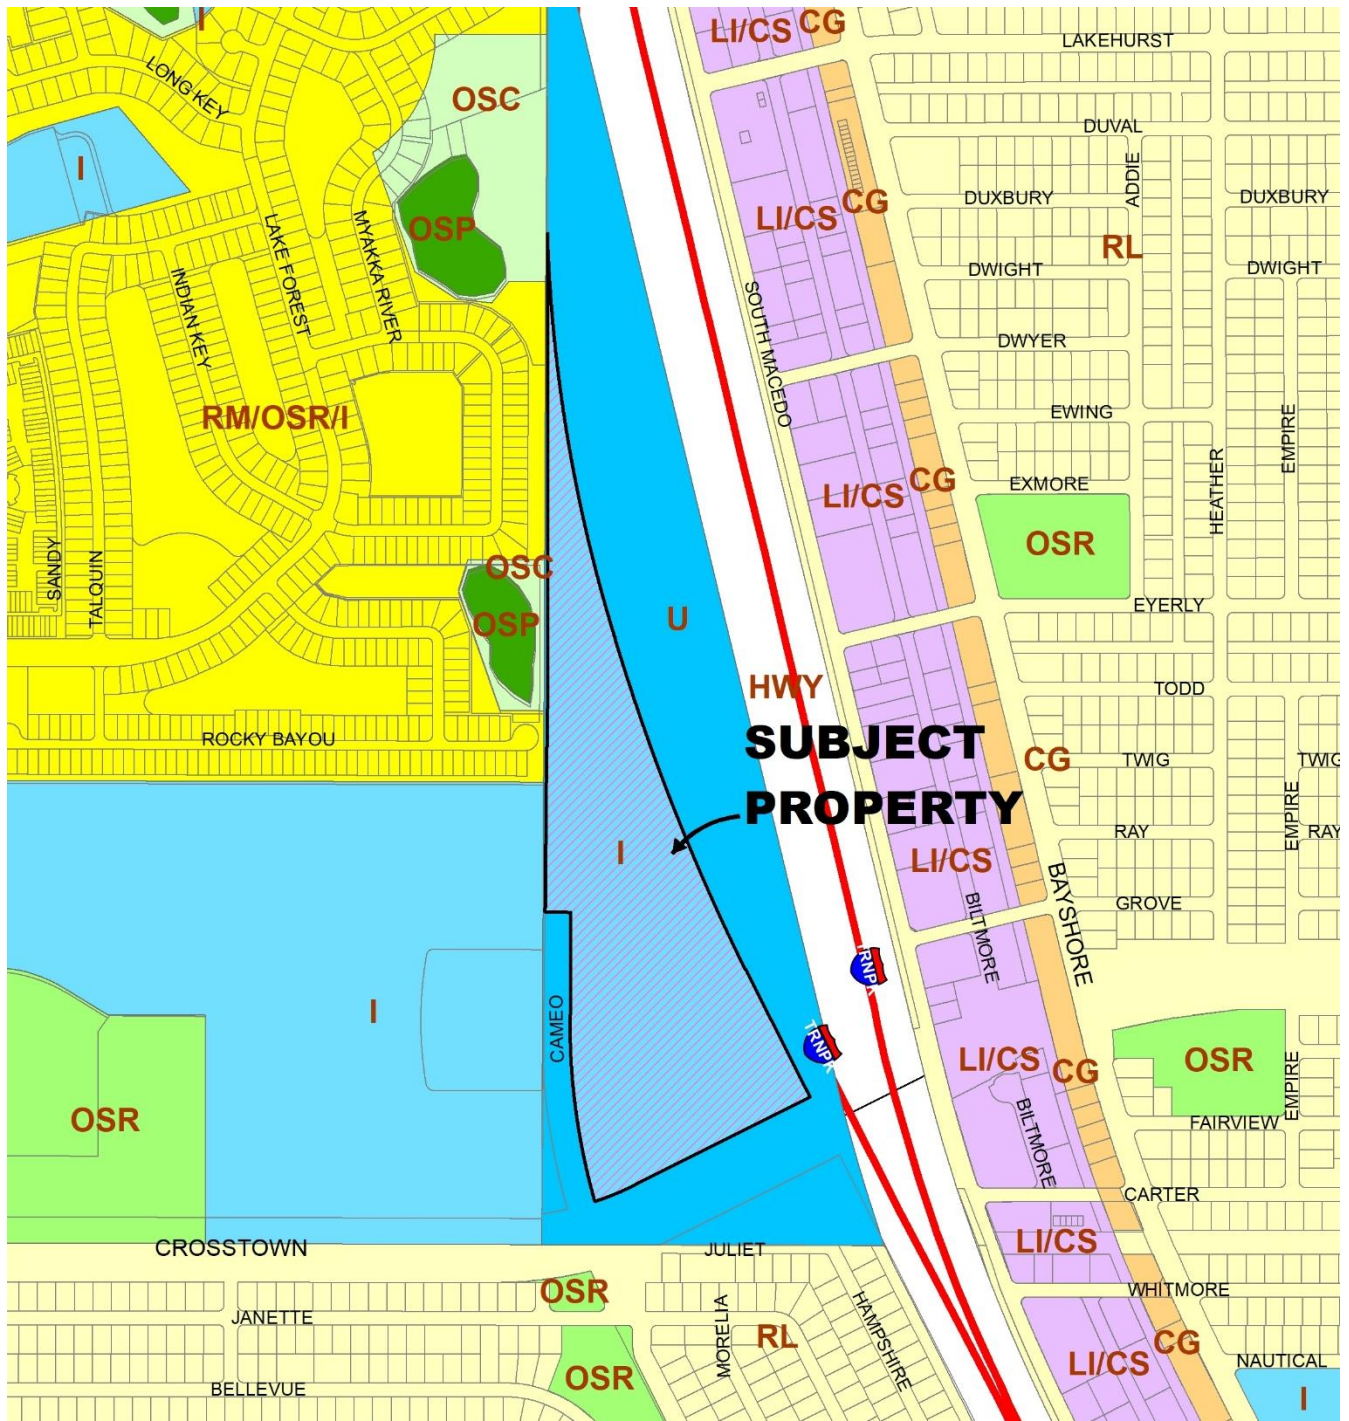 I
LI/CS
CG
LAKEHURST
LONG KEY
OSC
DUVAL
I
ADDIE
LI/CS
CG
DUXBURY
DUXBURY
OSP
LAKE FOREST
MYAKKA RIVER
RL
INDIAN KEY
DWIGHT
DWIGHT
SOUTH MACEDO
DWYER
RM/OSR/I
EWING
EMPIRE
LI/CS
CG
EXMORE
HEATHER
OSR
SANDY
TALQUIN
OSC
OSP
U
EYERLY
HWY
TODD
SUBJECT
PROPERTY
ROCKY BAYOU
CG
TWIG
TWIG
EMPIRE
RAY
RAY
I
LI/CS
BAYSHORE
BILTMORE
GROVE
TRNPK
I
CAMEO
TRNPK
LI/CS
CG
OSR
EMPIRE
OSR
BILTMORE
FAIRVIEW
CARTER
CROSSTOWN
JULIET
LI/CS
OSR
WHITMORE
JANETTE
MORELIA
RL
HAMPSHIRE
CG
LI/CS
NAUTICAL
OSR
BELLEVUE
I